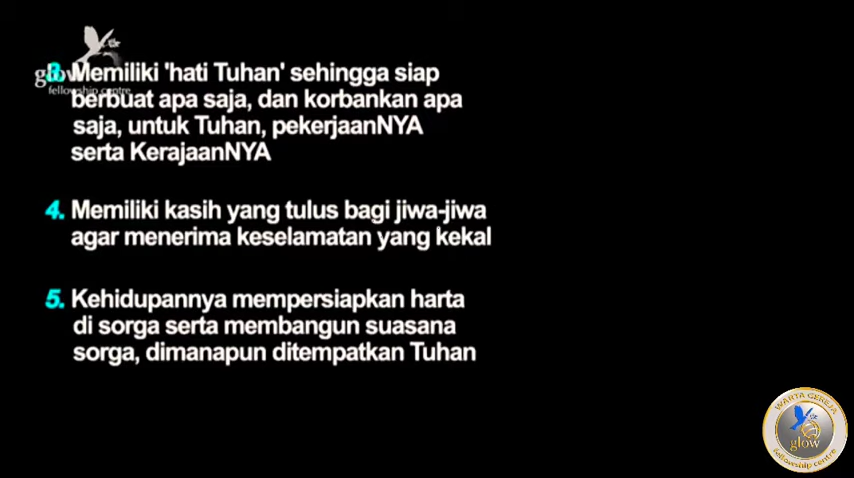 glow
fellowship centre
3. Memiliki 'hati Tuhan' sehingga siap
berbuat apa saja, dan korbankan apa
saja, untuk Tuhan, pekerjaanNYA
serta KerajaanNYA
4. Memiliki kasih yang tulus bagi jiwa-jiwa
agar menerima keselamatan yang kekal
5. Kehidupannya mempersiapkan harta
di sorga serta membangun suasana
sorga, dimanapun ditempatkan Tuhan
WARTA GEREJA
glow
fellowship centre